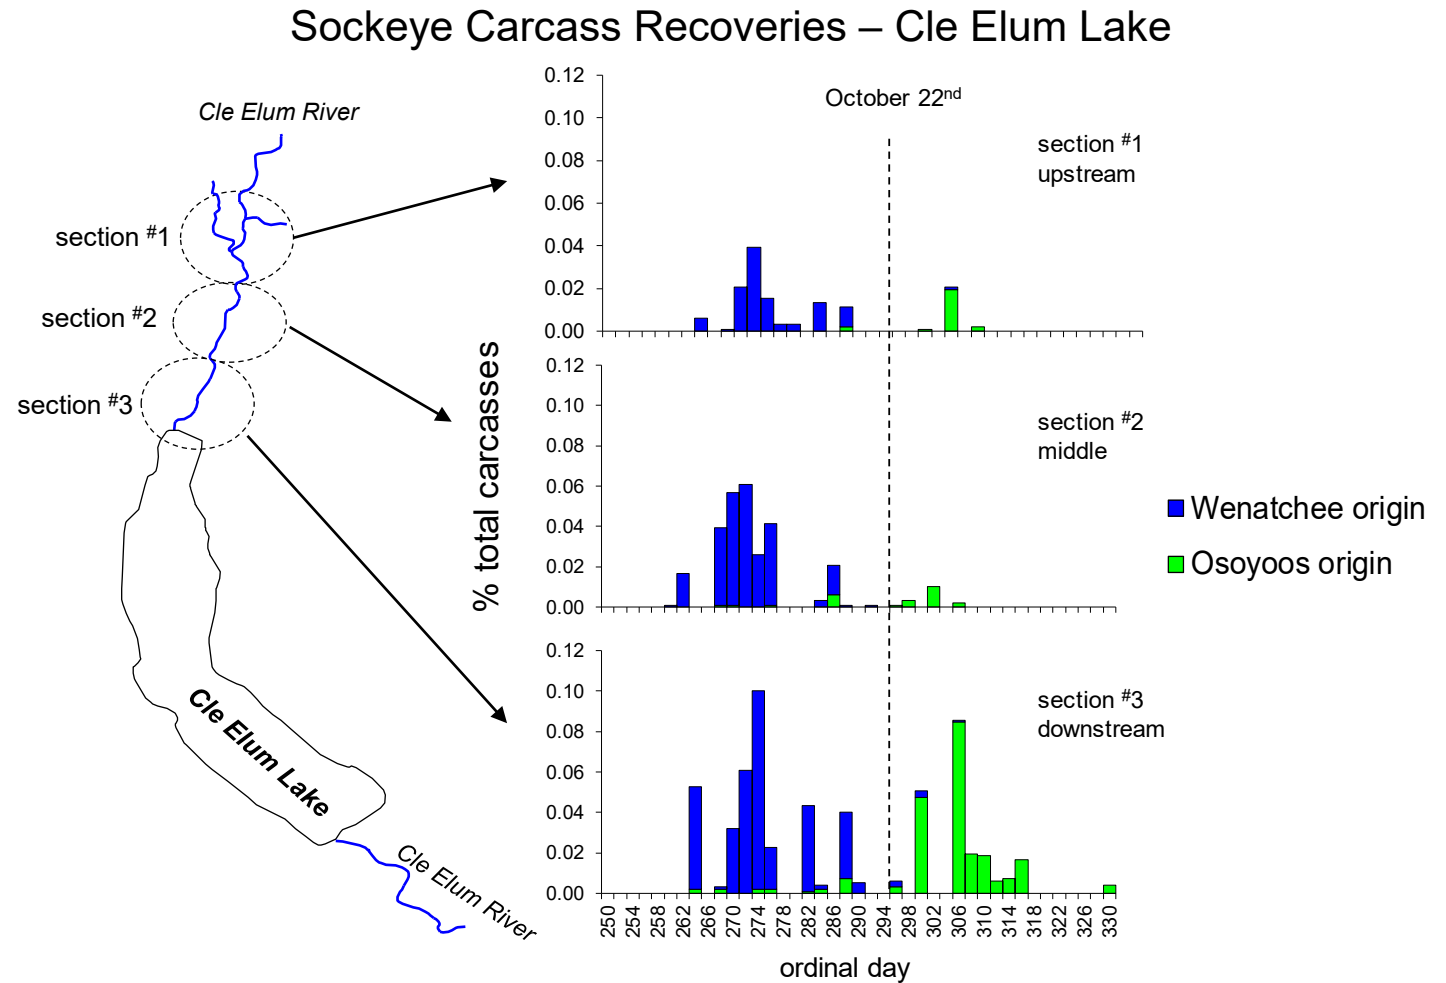 Sockeye Carcass Recoveries – Cle Elum Lake
Cle Elum River
section #1
section #2
section #3
Cle Elum Lake
Cle Elum River
% total carcasses
0.12
0.10
0.08
0.06
0.04
0.02
0.00
October 22nd
section #1
upstream
0.12
0.10
0.08
0.06
0.04
0.02
0.00
section #2
middle
0.12
0.10
0.08
0.06
0.04
0.02
0.00
section #3
downstream
250 254 258 262 266 270 274 278 282 286 290 294 298 302 306 310 314 318 322 326 330
ordinal day
Wenatchee origin
Osoyoos origin